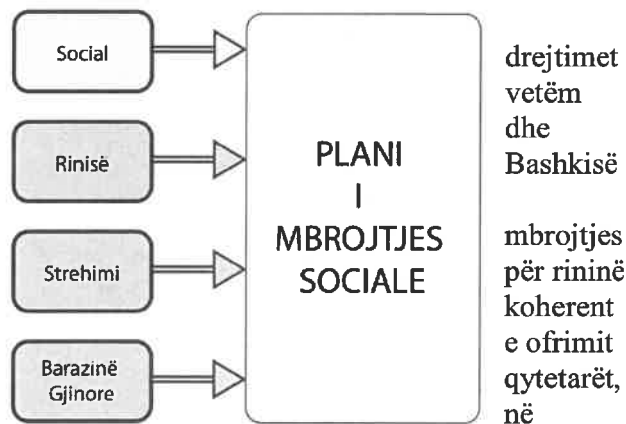 Social
Rinisë
Strehimi
Barazinë
Gjinore
PLANI
I
MBROJTJES
SOCIALE
drejtimet
vetëm
dhe
Bashkisë
mbrojtjes
për rininë
koherent
e ofrimit
qytetarët,
në